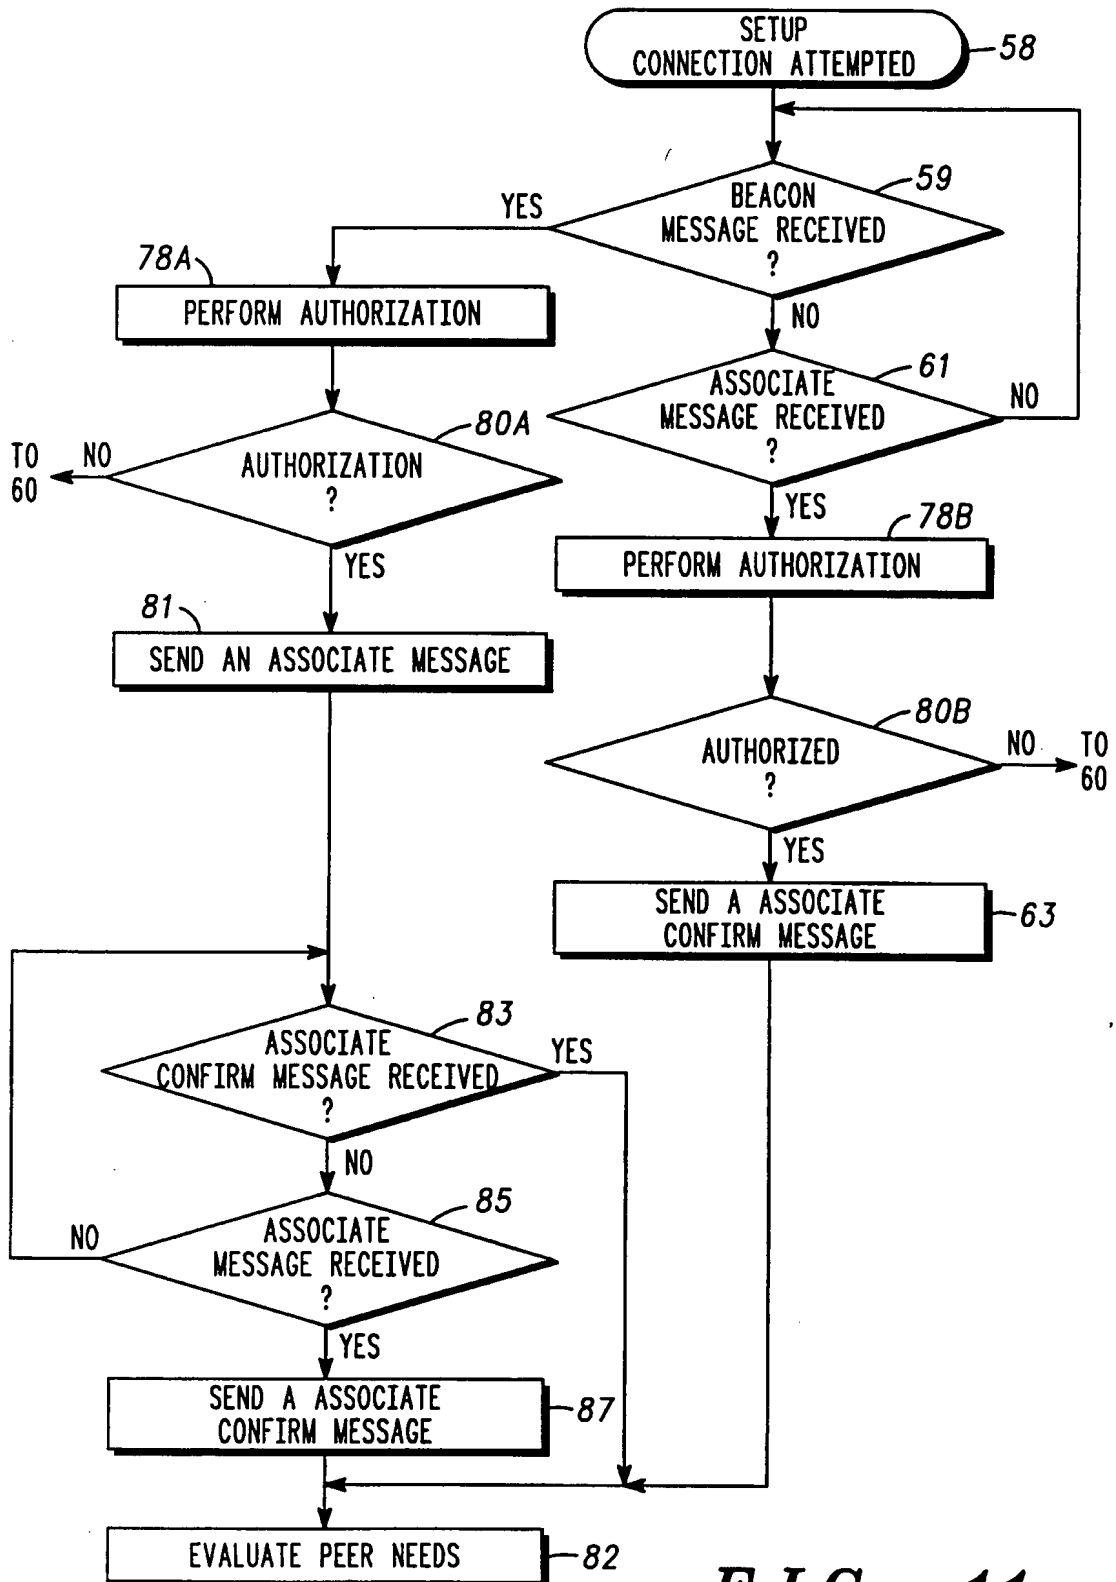 SETUP
CONNECTION ATTEMPTED
58
BEACON
MESSAGE RECEIVED
?
59
YES
NO
78A
PERFORM AUTHORIZATION
ASSOCIATE
MESSAGE RECEIVED
?
61
NO
YES
AUTHORIZATION
?
80A
NO
TO
60
YES
78B
PERFORM AUTHORIZATION
81
SEND AN ASSOCIATE MESSAGE
AUTHORIZED
?
80B
NO
TO
60
YES
SEND A ASSOCIATE
CONFIRM MESSAGE
63
ASSOCIATE
CONFIRM MESSAGE RECEIVED
?
83
YES
NO
ASSOCIATE
MESSAGE RECEIVED
?
85
NO
YES
SEND A ASSOCIATE
CONFIRM MESSAGE
87
EVALUATE PEER NEEDS
82
FIG. 11